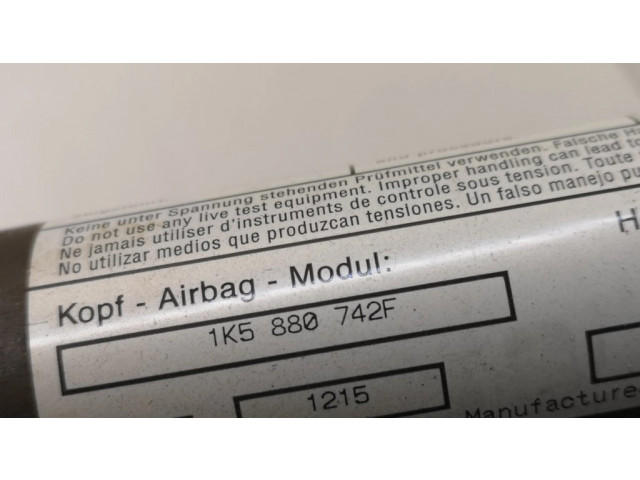 and procedure
Keine unter Spannung stehenden Prüfmittel verwenden. Falsche H
Do not use any live test equipment. Improper handling can lead to
Ne jamais utiliser d'instruments de controle sous tension. Toute
No utilizar medios que produzcan tensiones. Un falso manejo pu
Kopf - Airbag - Modul:
H
1K5 880 742F
1215
Manufacture